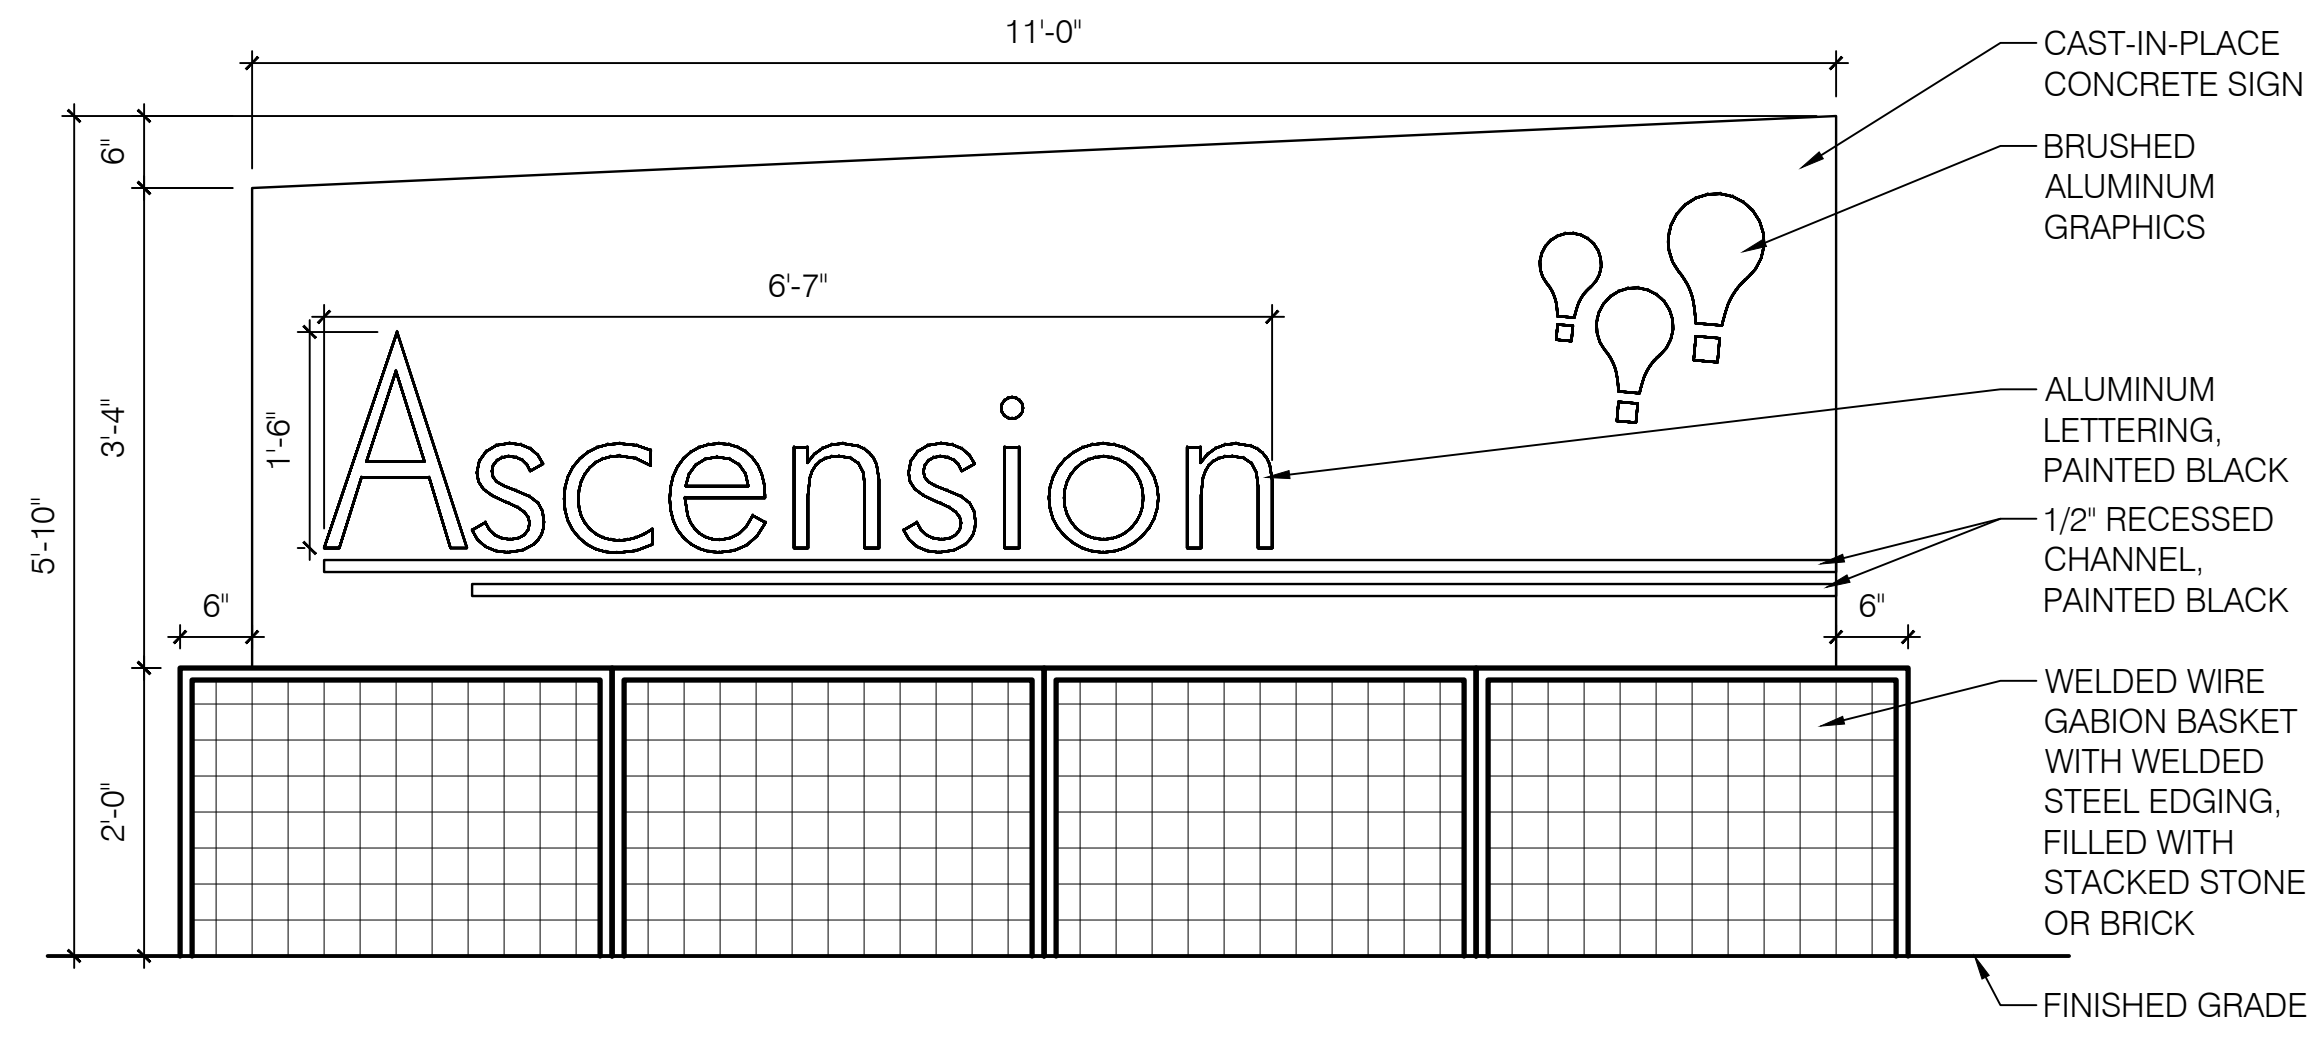 11'-0"
CAST-IN-PLACE
CONCRETE SIGN
6"
BRUSHED
ALUMINUM
GRAPHICS
6'-7"
3'-4"
1'-6"
Ascension
ALUMINUM
LETTERING,
PAINTED BLACK
5'-10"
1/2" RECESSED
CHANNEL,
PAINTED BLACK
6"
6"
2'-0"
WELDED WIRE
GABION BASKET
WITH WELDED
STEEL EDGING,
FILLED WITH
STACKED STONE
OR BRICK
FINISHED GRADE